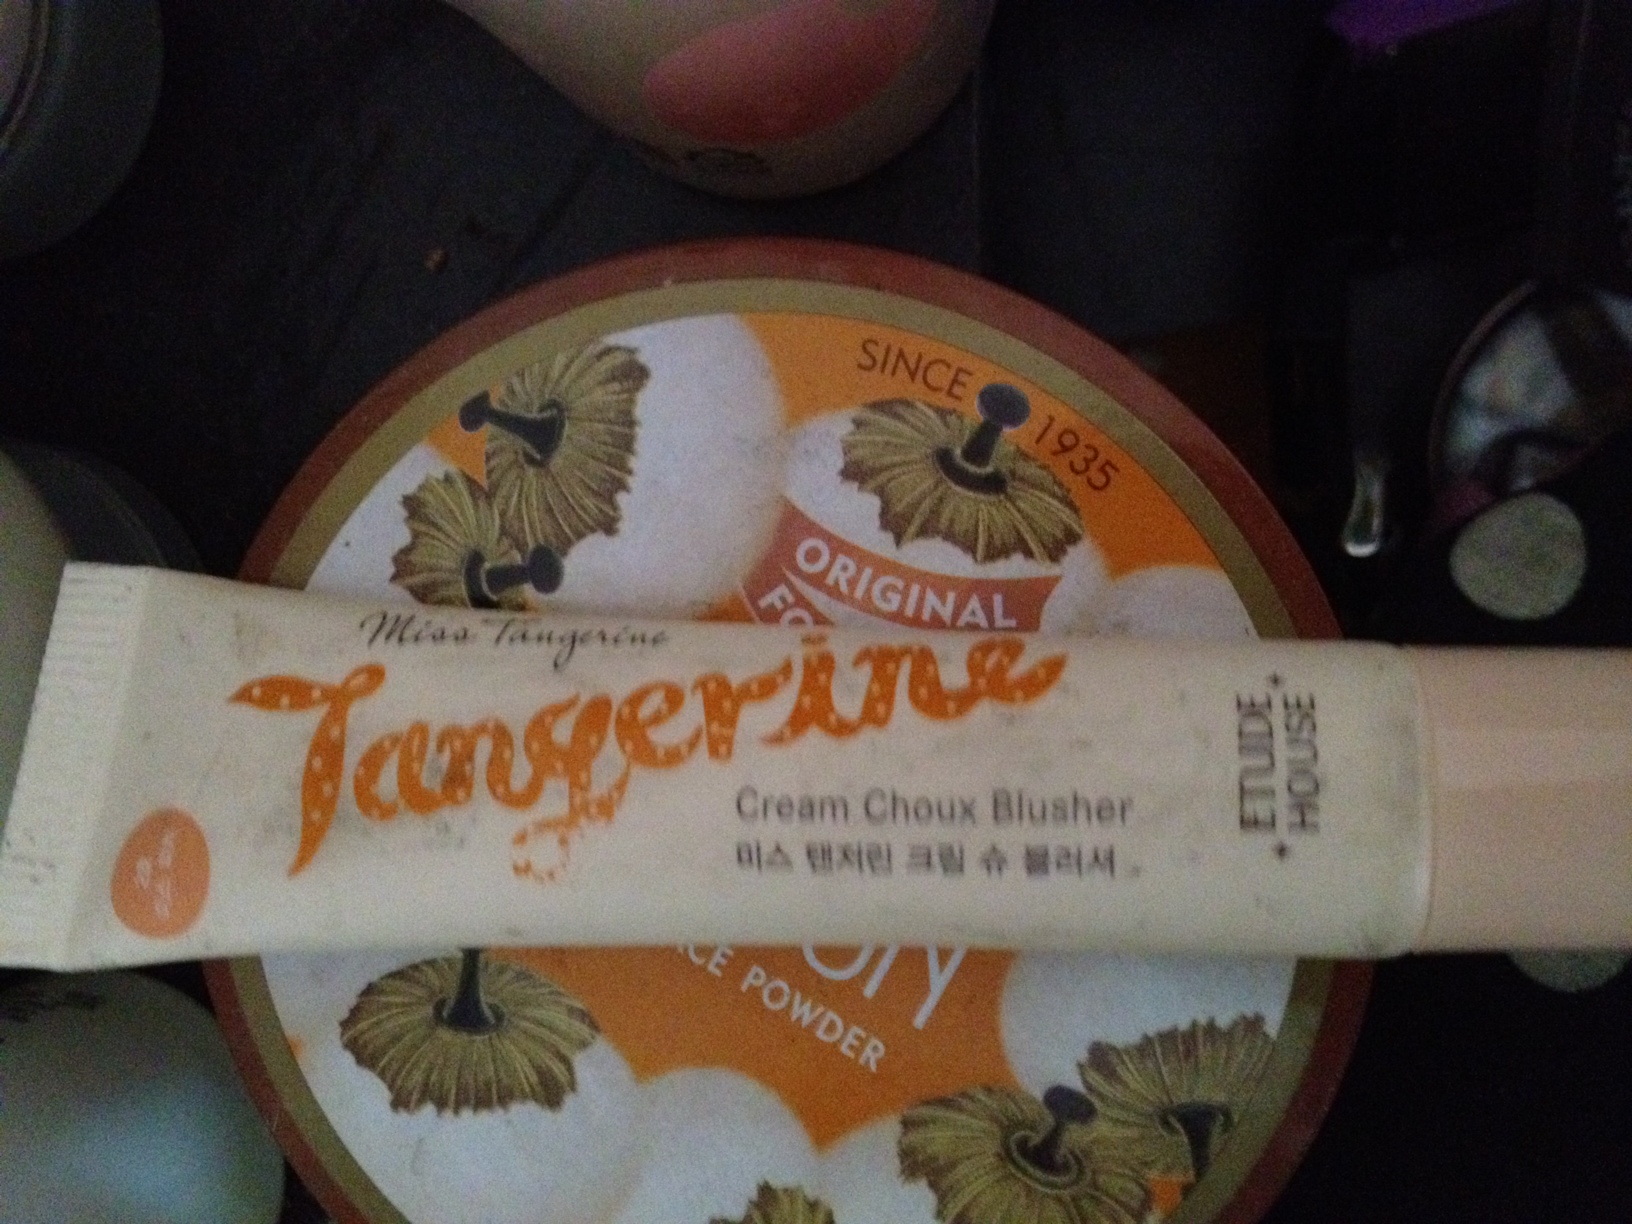 SINCE 1935
ORIGINAL
Miss Tangerine
Tangerine
Cream Choux Blusher
미스 탠저린 크림 슈 블러셔
ETUDE
HOUSE
POWDER